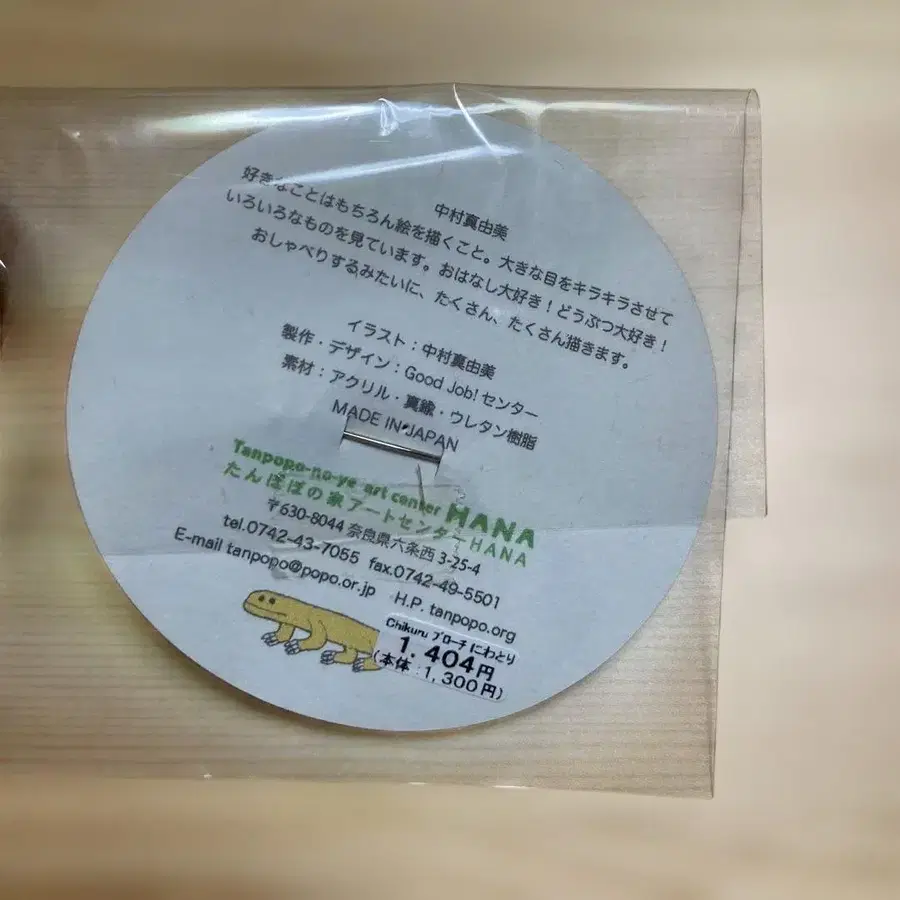 中村真由美
好きなことはもちろん絵を描くこと。大きな目をキラキラさせて
いろいろなものを見ています。おはなし大好き！どうぶつ大好き！
おしゃべりするみたいに、たくさん、たくさん描きます。
イラスト：中村真由美
製作・デザイン：Good Job!センター
素材：アクリル・真鍮・ウレタン樹脂
MADE IN JAPAN
Tanpopo-no-ye art center HANA
たんぽぽの家アートセンターHANA
〒630-8044 奈良県六条西 3-25-4
tel.0742-43-7055 fax.0742-49-5501
E-mail tanpopo@popo.or.jp H.P. tanpopo.org
Chikuru ブローチ にわとり
1,404円
(本体：1,300円)